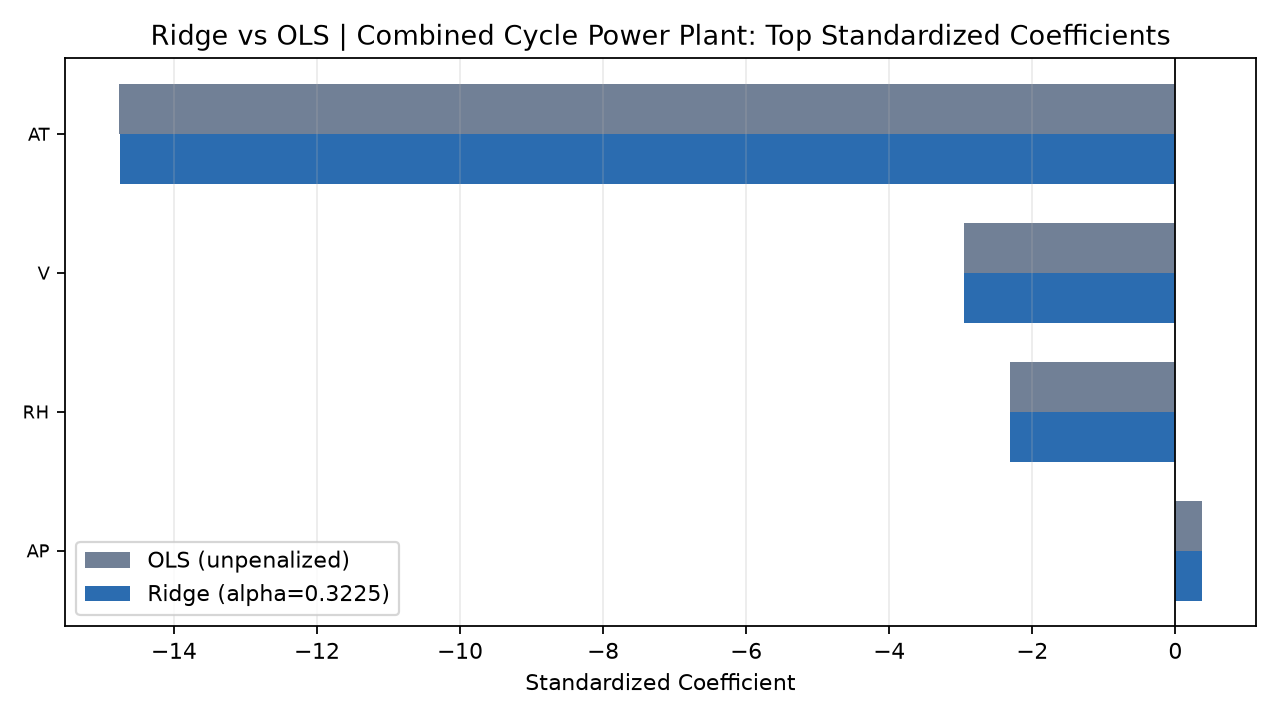 Ridge vs OLS | Combined Cycle Power Plant: Top Standardized Coefficients
AT
V
RH
AP
OLS (unpenalized)
Ridge (alpha=0.3225)
−14 −12 −10 −8 −6 −4 −2 0
Standardized Coefficient